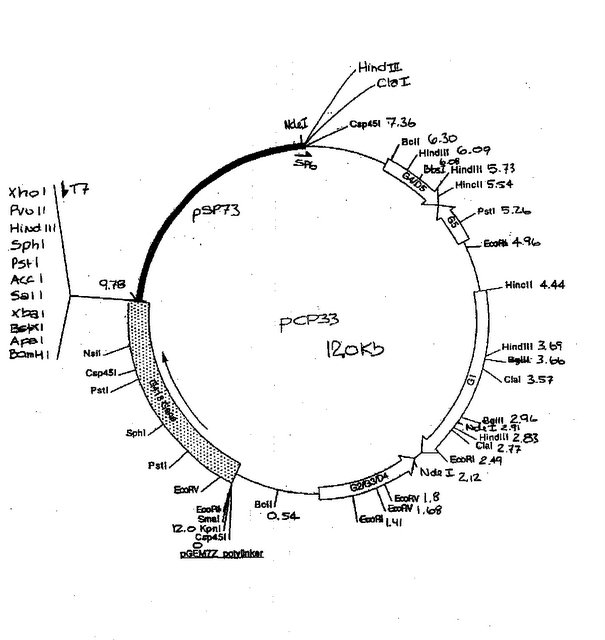 HindIII
ClaI
NdeI
Csp45I 7.36
SP6
BclI 6.30
HindIII 6.09
6.08
BbsI
HindIII 5.73
HincII 5.54
G4/D5
G5
PstI 5.26
EcoRI 4.96
HincII 4.44
HindIII 3.69
BglII 3.66
ClaI 3.57
G1
BglII 2.96
NdeI 2.91
HindIII 2.83
ClaI 2.77
EcoRI 2.49
NdeI 2.12
G2/G3/D4
EcoRV 1.8
EcoRV 1.68
EcoRI 1.41
BclI 0.54
pSP73
pCP33
12.0Kb
XhoI T7
PvuII
HindIII
SphI
PstI
AccI
SalI
XbaI
BstXI
ApaI
BamHI
9.78
NsiI
Csp45I
PstI
SphI
PstI
EcoRV
EcoRI
SmaI
12.0 KpnI
Csp45I
0
pGEM7Z polylinker